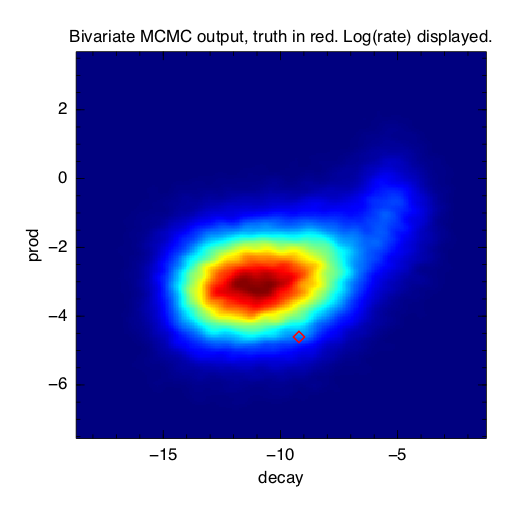 Bivariate MCMC output, truth in red. Log(rate) displayed.
2
0
−2
−4
−6
prod
−15 −10 −5
decay